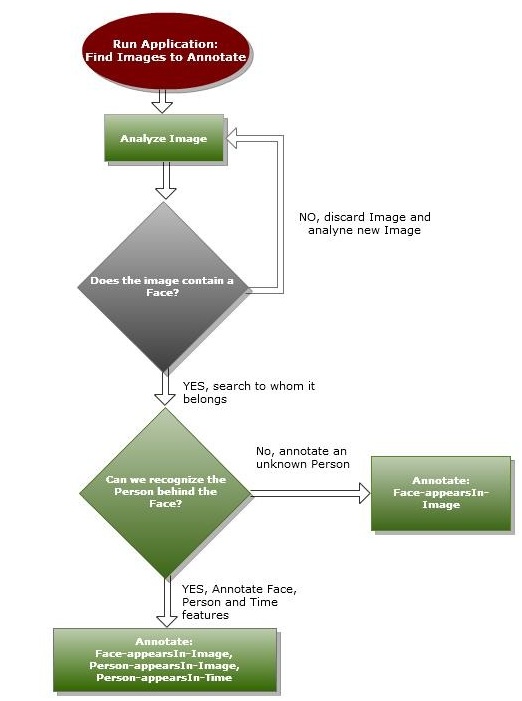 Run Application:
Find Images to Annotate
Analyze Image
NO, discard Image and
analyne new Image
Does the image contain a
Face?
YES, search to whom it
belongs
No, annotate an
unknown Person
Can we recognize the
Person behind the
Face?
Annotate:
Face-appearsIn-
Image
YES, Annotate Face,
Person and Time
features
Annotate:
Face-appearsIn-Image,
Person-appearsIn-Image,
Person-appearsIn-Time